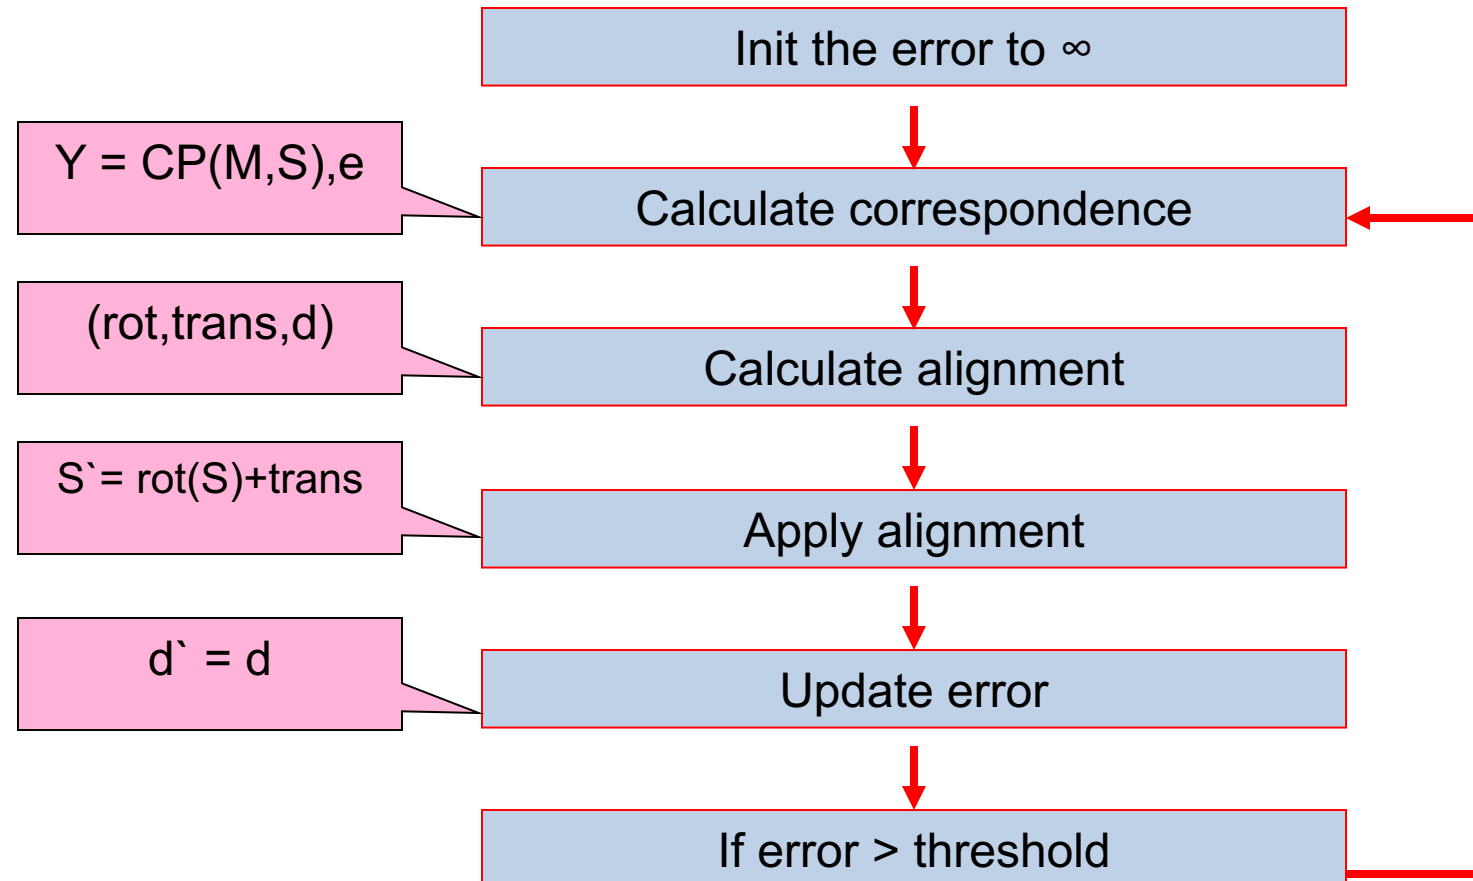 Init the error to ∞
Y = CP(M,S),e
Calculate correspondence
(rot,trans,d)
Calculate alignment
S`= rot(S)+trans
Apply alignment
d` = d
Update error
If error > threshold